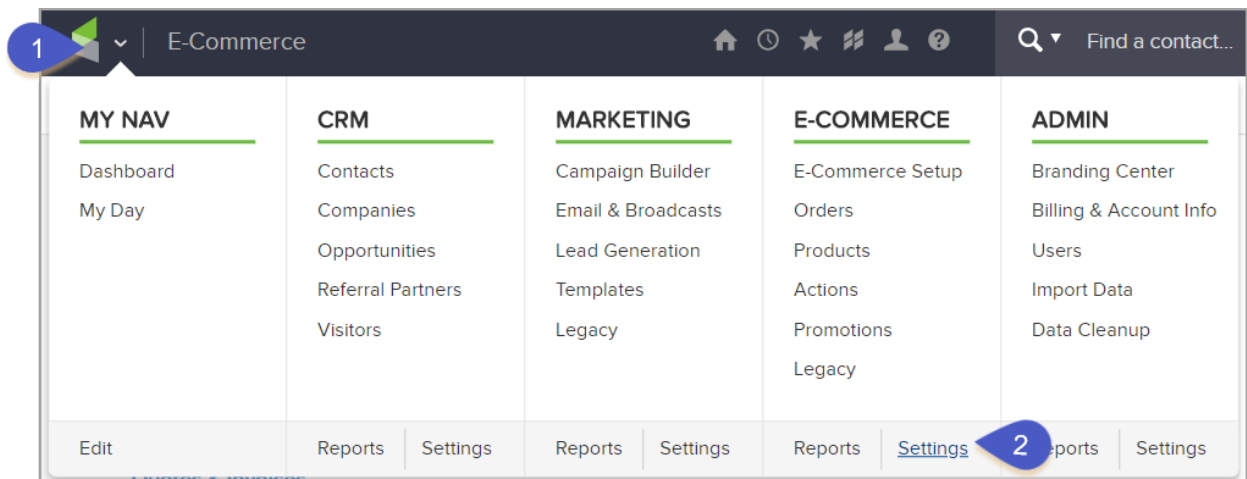 1
E-Commerce
Find a contact...
MY NAV
Dashboard
My Day
Edit
CRM
Contacts
Companies
Opportunities
Referral Partners
Visitors
Reports
Settings
MARKETING
Campaign Builder
Email & Broadcasts
Lead Generation
Templates
Legacy
Reports
Settings
E-COMMERCE
E-Commerce Setup
Orders
Products
Actions
Promotions
Legacy
Reports
Settings
2
ADMIN
Branding Center
Billing & Account Info
Users
Import Data
Data Cleanup
ports
Settings